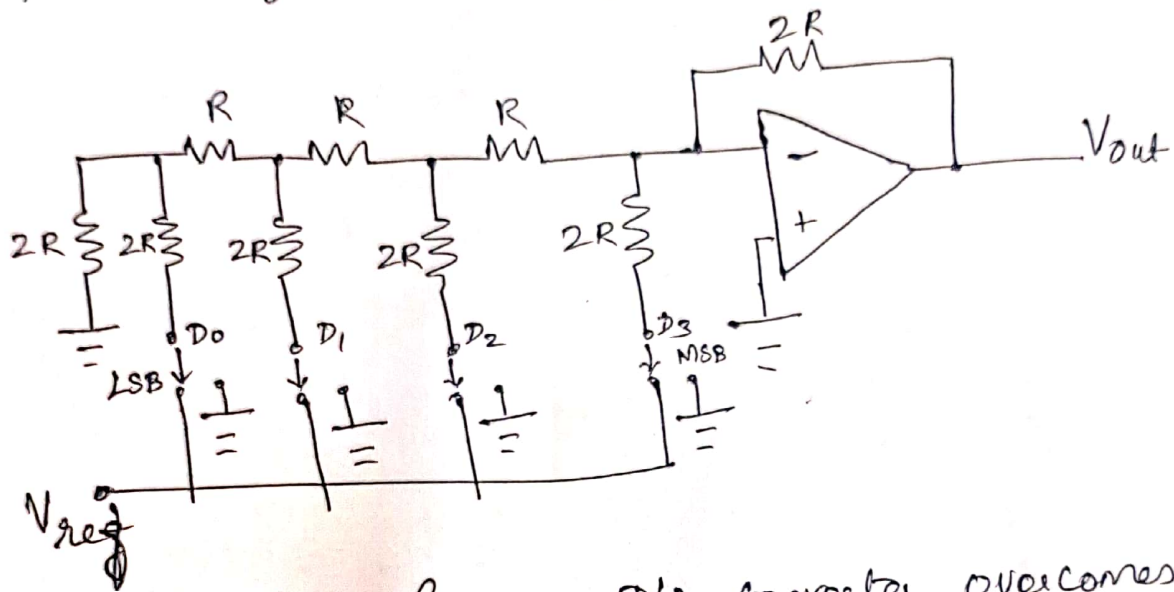 2R
R R R
Vout
-
+
2R 2R 2R 2R 2R
D0 D1 D2 D3
LSB MSB
Vref
D/A converter overcomes